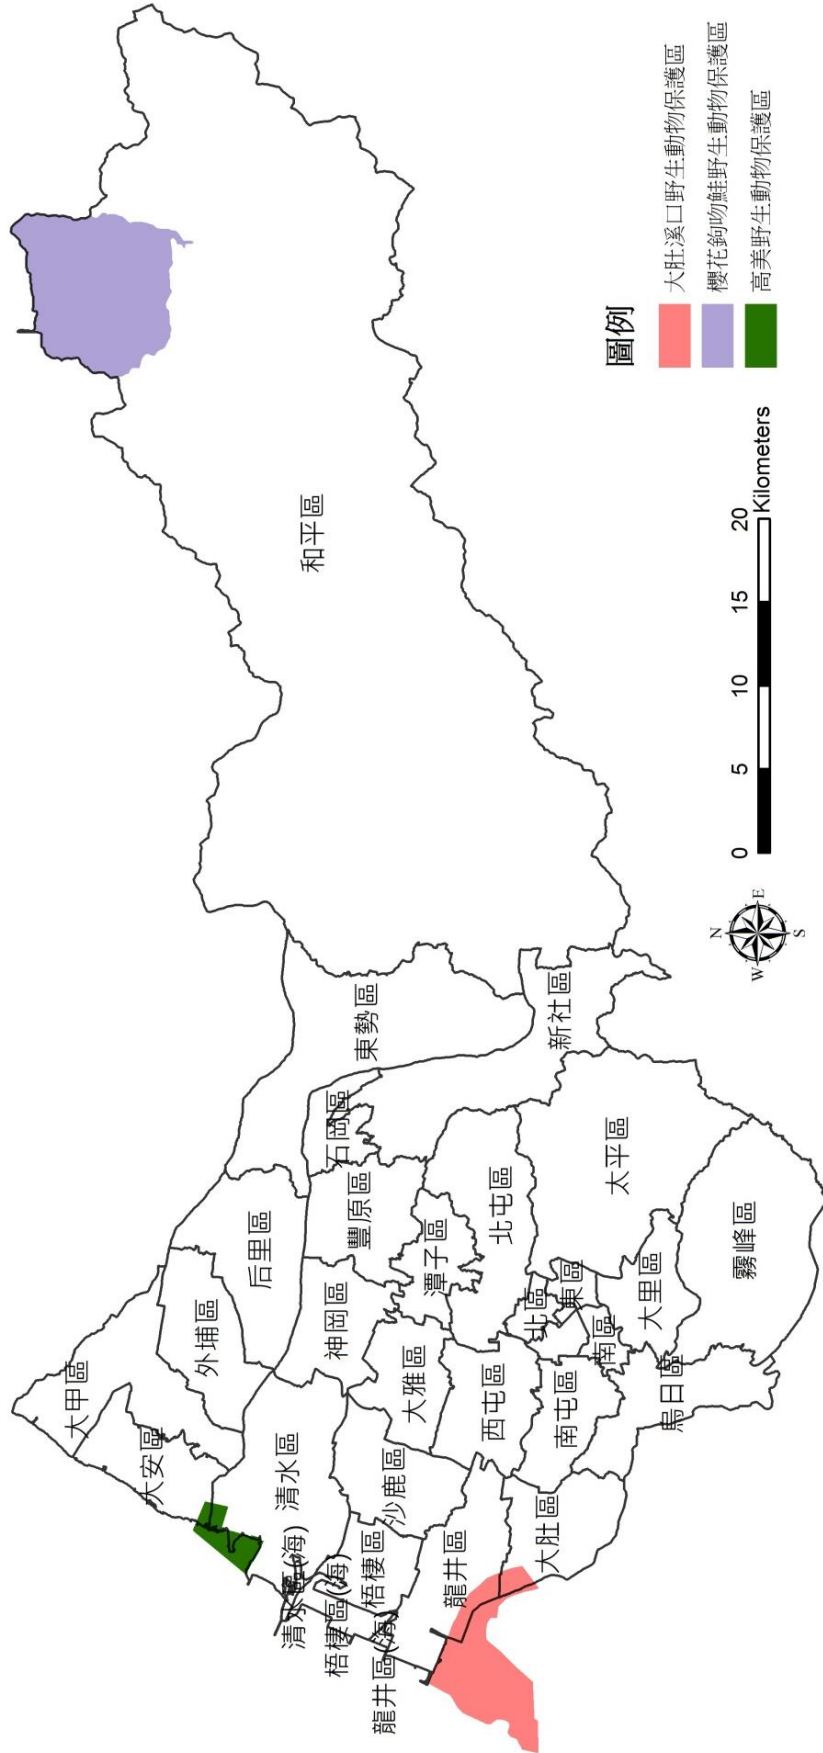 大甲區
大安區
外埔區
后里區
清水區
清水區(海)
梧棲區(海)
梧棲區
龍井區(海)
沙鹿區
神岡區
豐原區
石岡區
東勢區
和平區
大雅區
潭子區
龍井區
西屯區
北屯區
新社區
大肚區
南屯區
北區
東區
南區
太平區
大里區
烏日區
霧峰區
N
W
E
S
0
5
10
15
20
Kilometers
圖例
大肚溪口野生動物保護區
櫻花鉤吻鮭野生動物保護區
高美野生動物保護區